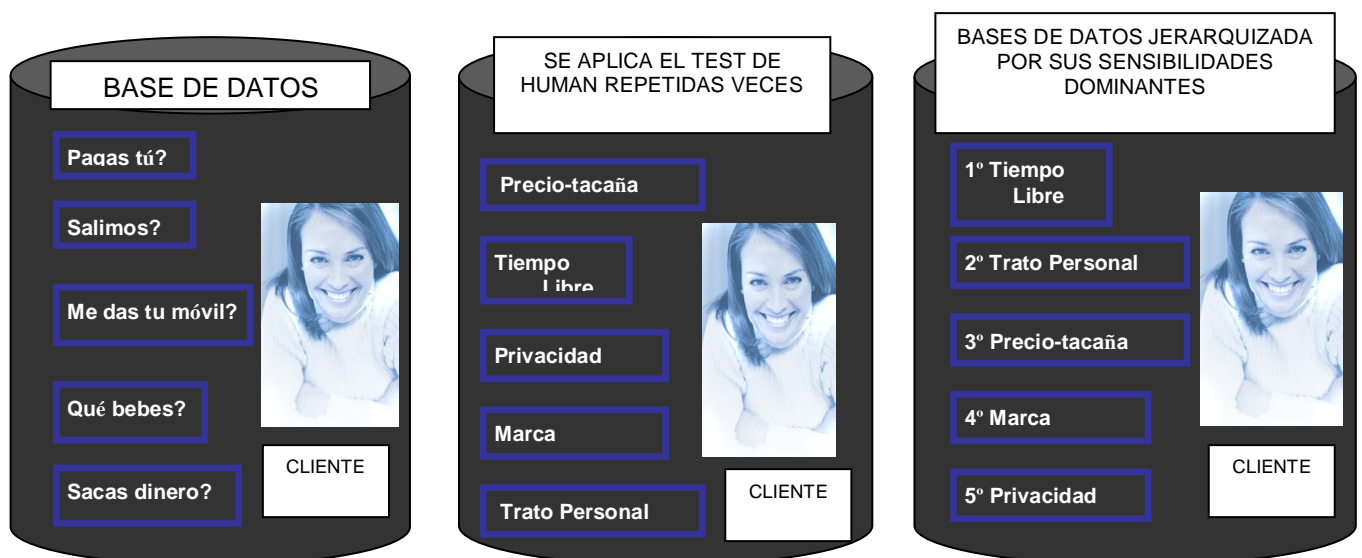 BASE DE DATOS
Pagas tú?
Salimos?
Me das tu móvil?
Qué bebes?
Sacas dinero?
CLIENTE
SE APLICA EL TEST DE
HUMAN REPETIDAS VECES
Precio-tacaña
Tiempo
Libre
Privacidad
Marca
Trato Personal
CLIENTE
BASES DE DATOS JERARQUIZADA
POR SUS SENSIBILIDADES
DOMINANTES
1º Tiempo
Libre
2º Trato Personal
3º Precio-tacaña
4º Marca
5º Privacidad
CLIENTE